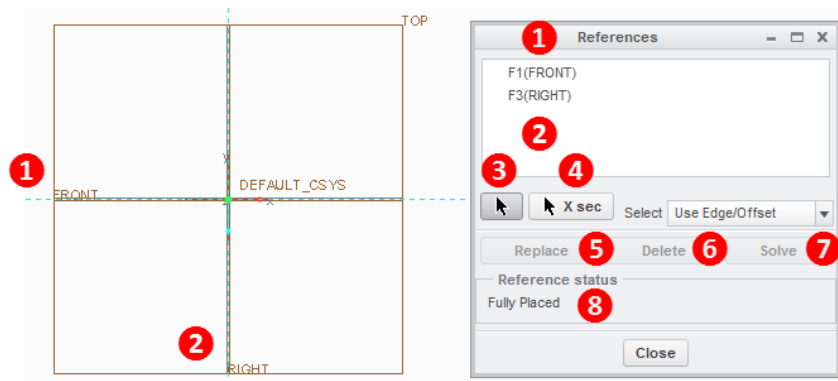 TOP
1
FRONT
y
DEFAULT_CSYS
x
2
RIGHT
1 References
F1(FRONT)
F3(RIGHT)
2
3 4
X sec Select Use Edge/Offset
Replace 5 Delete 6 Solve 7
Reference status
Fully Placed 8
Close